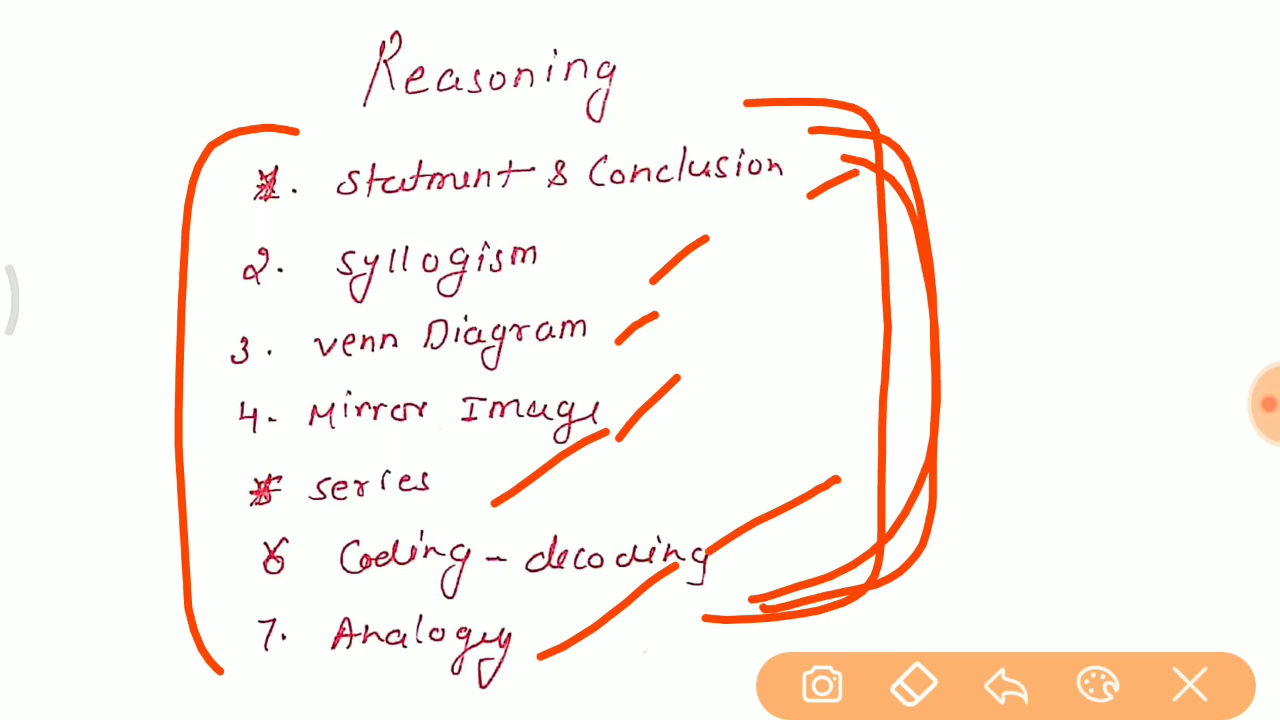 Reasoning
1. Statment & Conclusion
2. Syllogism
3. Venn Diagram
4. Mirror Image
5 series
6 Coding - decoding
7. Analogy